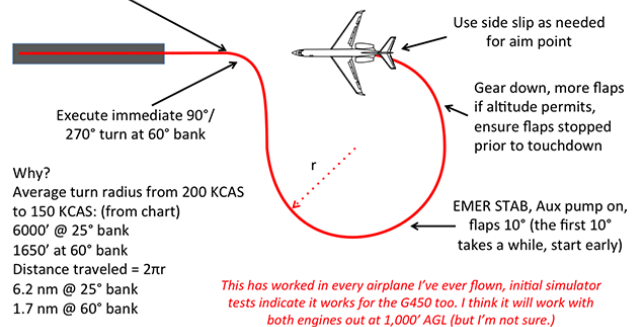 Use side slip as needed
for aim point
Gear down, more flaps
if altitude permits,
ensure flaps stopped
prior to touchdown
Execute immediate 90°/
270° turn at 60° bank
r
Why?
Average turn radius from 200 KCAS
to 150 KCAS: (from chart)
6000’ @ 25° bank
1650’ at 60° bank
Distance traveled = 2πr
6.2 nm @ 25° bank
1.7 nm @ 60° bank
EMER STAB, Aux pump on,
flaps 10° (the first 10°
takes a while, start early)
This has worked in every airplane I’ve ever flown, initial simulator
tests indicate it works for the G450 too. I think it will work with
both engines out at 1,000’ AGL (but I’m not sure.)